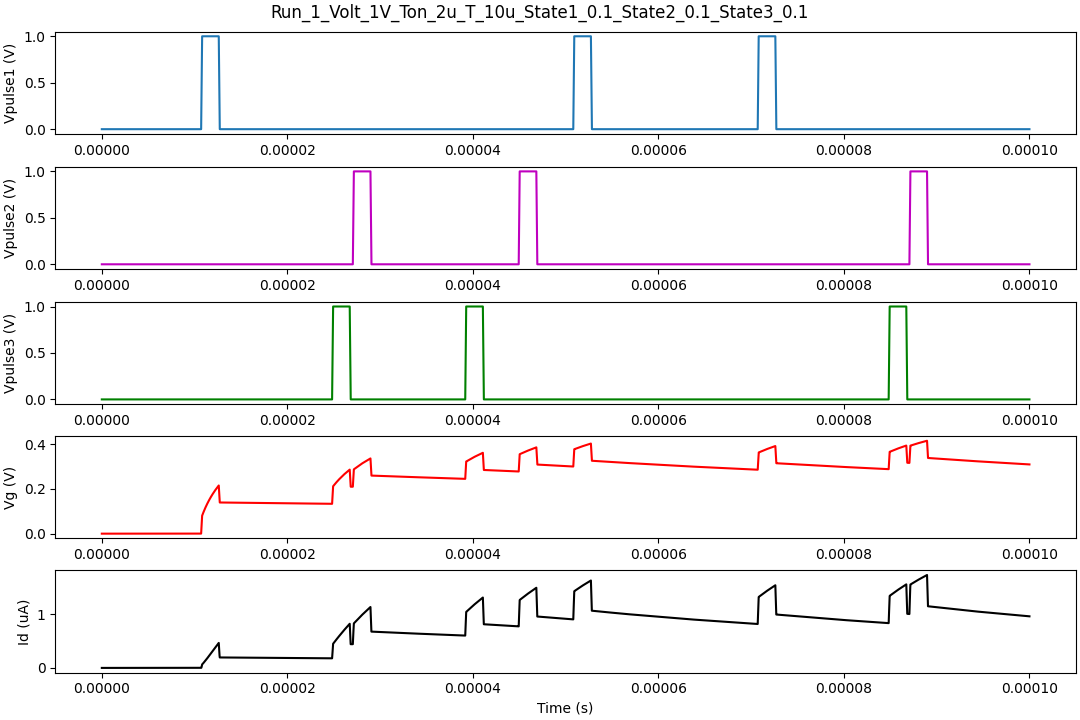 Run_1_Volt_1V_Ton_2u_T_10u_State1_0.1_State2_0.1_State3_0.1
Vpulse1 (V)
1.0
0.5
0.0
0.00000 0.00002 0.00004 0.00006 0.00008 0.00010
Vpulse2 (V)
1.0
0.5
0.0
0.00000 0.00002 0.00004 0.00006 0.00008 0.00010
Vpulse3 (V)
1.0
0.5
0.0
0.00000 0.00002 0.00004 0.00006 0.00008 0.00010
Vg (V)
0.4
0.2
0.0
0.00000 0.00002 0.00004 0.00006 0.00008 0.00010
Id (uA)
1
0
0.00000 0.00002 0.00004 0.00006 0.00008 0.00010
Time (s)